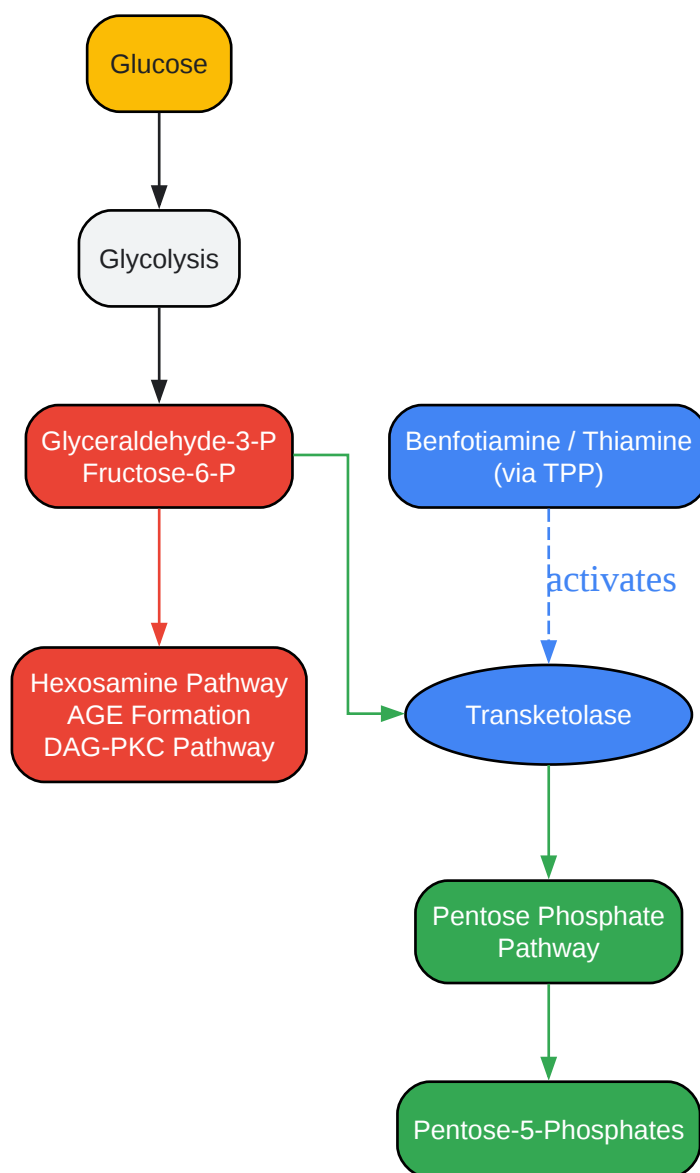 Glucose
Glycolysis
Glyceraldehyde-3-P
Fructose-6-P
Benfotiamine / Thiamine
(via TPP)
activates
Hexosamine Pathway
AGE Formation
DAG-PKC Pathway
Transketolase
Pentose Phosphate
Pathway
Pentose-5-Phosphates